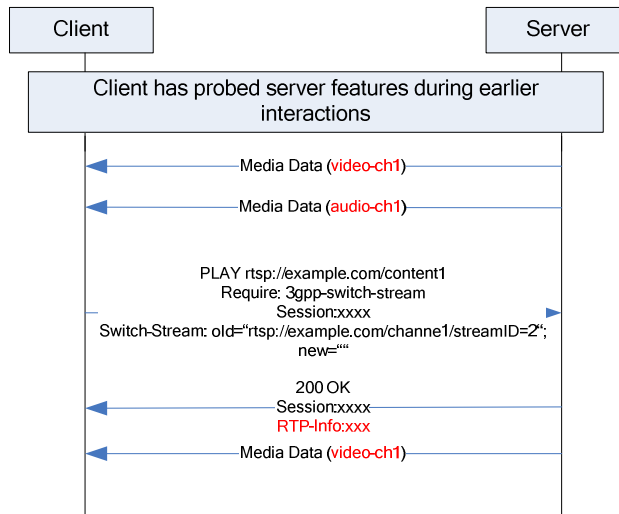 Client
Server
Client has probed server features during earlier
interactions
Media Data (video-ch1)
Media Data (audio-ch1)
PLAY rtsp://example.com/content1
Require: 3gpp-switch-stream
Session:xxxx
Switch-Stream: old=“rtsp://example.com/channe1/streamID=2“;
new=““
200 OK
Session:xxxx
RTP-Info:xxx
Media Data (video-ch1)